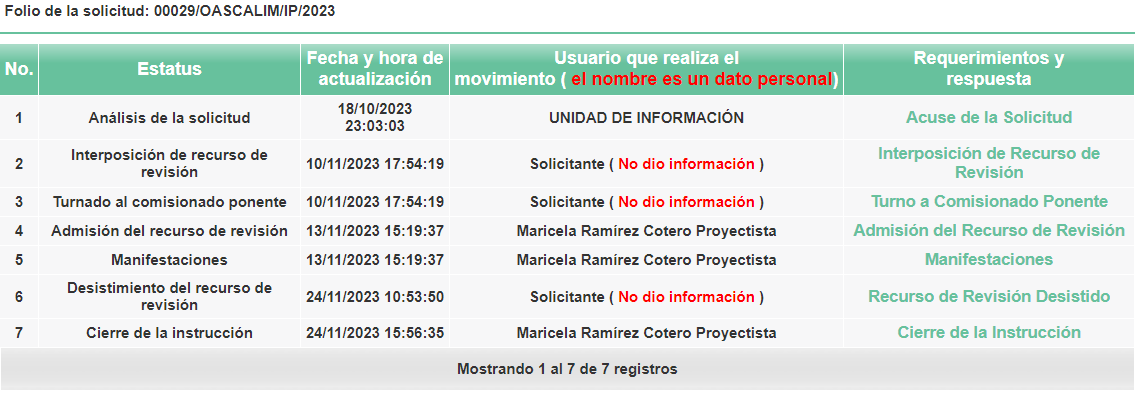 Folio de la solicitud: 00029/OASCALIM/IP/2023
No. Estatus Fecha y hora de actualización Usuario que realiza el movimiento ( el nombre es un dato personal) Requerimientos y respuesta
1 Análisis de la solicitud 18/10/2023 23:03:03 UNIDAD DE INFORMACIÓN Acuse de la Solicitud
2 Interposición de recurso de revisión 10/11/2023 17:54:19 Solicitante ( No dio información ) Interposición de Recurso de Revisión
3 Turnado al comisionado ponente 10/11/2023 17:54:19 Solicitante ( No dio información ) Turno a Comisionado Ponente
4 Admisión del recurso de revisión 13/11/2023 15:19:37 Maricela Ramírez Cotero Proyectista Admisión del Recurso de Revisión
5 Manifestaciones 13/11/2023 15:19:37 Maricela Ramírez Cotero Proyectista Manifestaciones
6 Desistimiento del recurso de revisión 24/11/2023 10:53:50 Solicitante ( No dio información ) Recurso de Revisión Desistido
7 Cierre de la instrucción 24/11/2023 15:56:35 Maricela Ramírez Cotero Proyectista Cierre de la Instrucción
Mostrando 1 al 7 de 7 registros